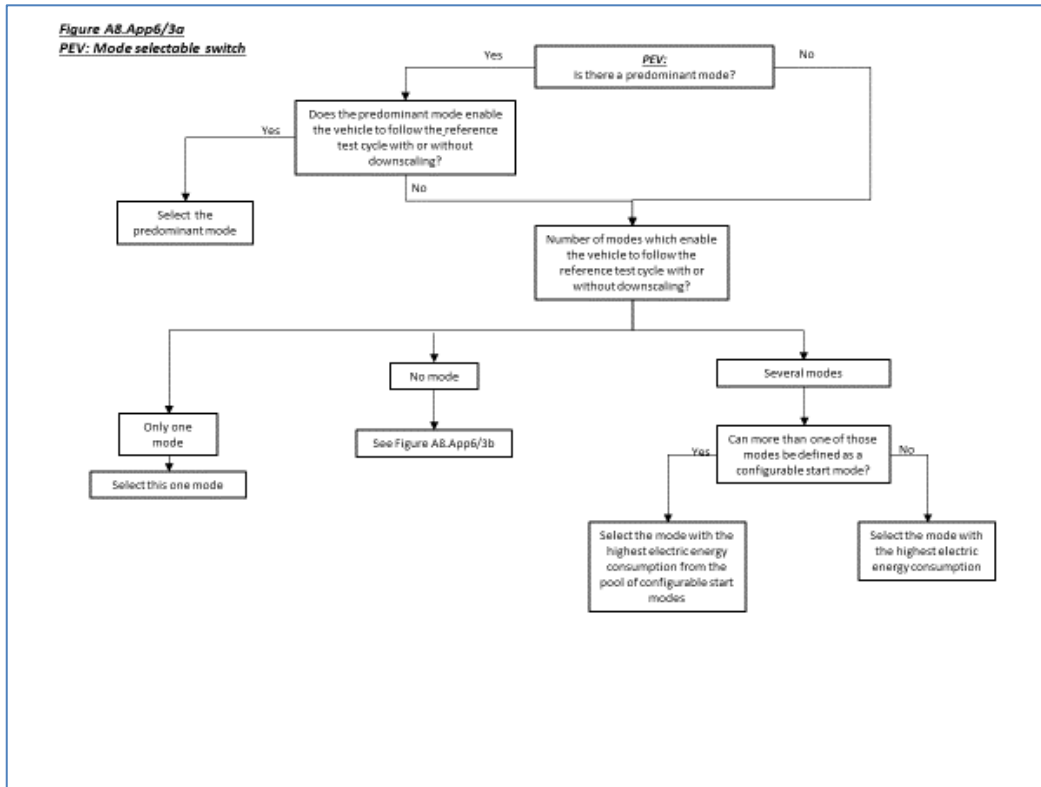 Figure A8.App6/3a
PEV: Mode selectable switch
Yes
PEV:
Is there a predominant mode?
No
Does the predominant mode enable
the vehicle to follow the reference
test cycle with or without
downscaling?
Yes
No
Select the
predominant mode
Number of modes which enable
the vehicle to follow the
reference test cycle with or
without downscaling?
No mode
Several modes
Only one
mode
See Figure A8.App6/3b
Can more than one of those
modes be defined as a
configurable start mode?
Yes
No
Select this one mode
Select the mode with the
highest electric energy
consumption from the
pool of configurable start
modes
Select the mode with
the highest electric
energy consumption